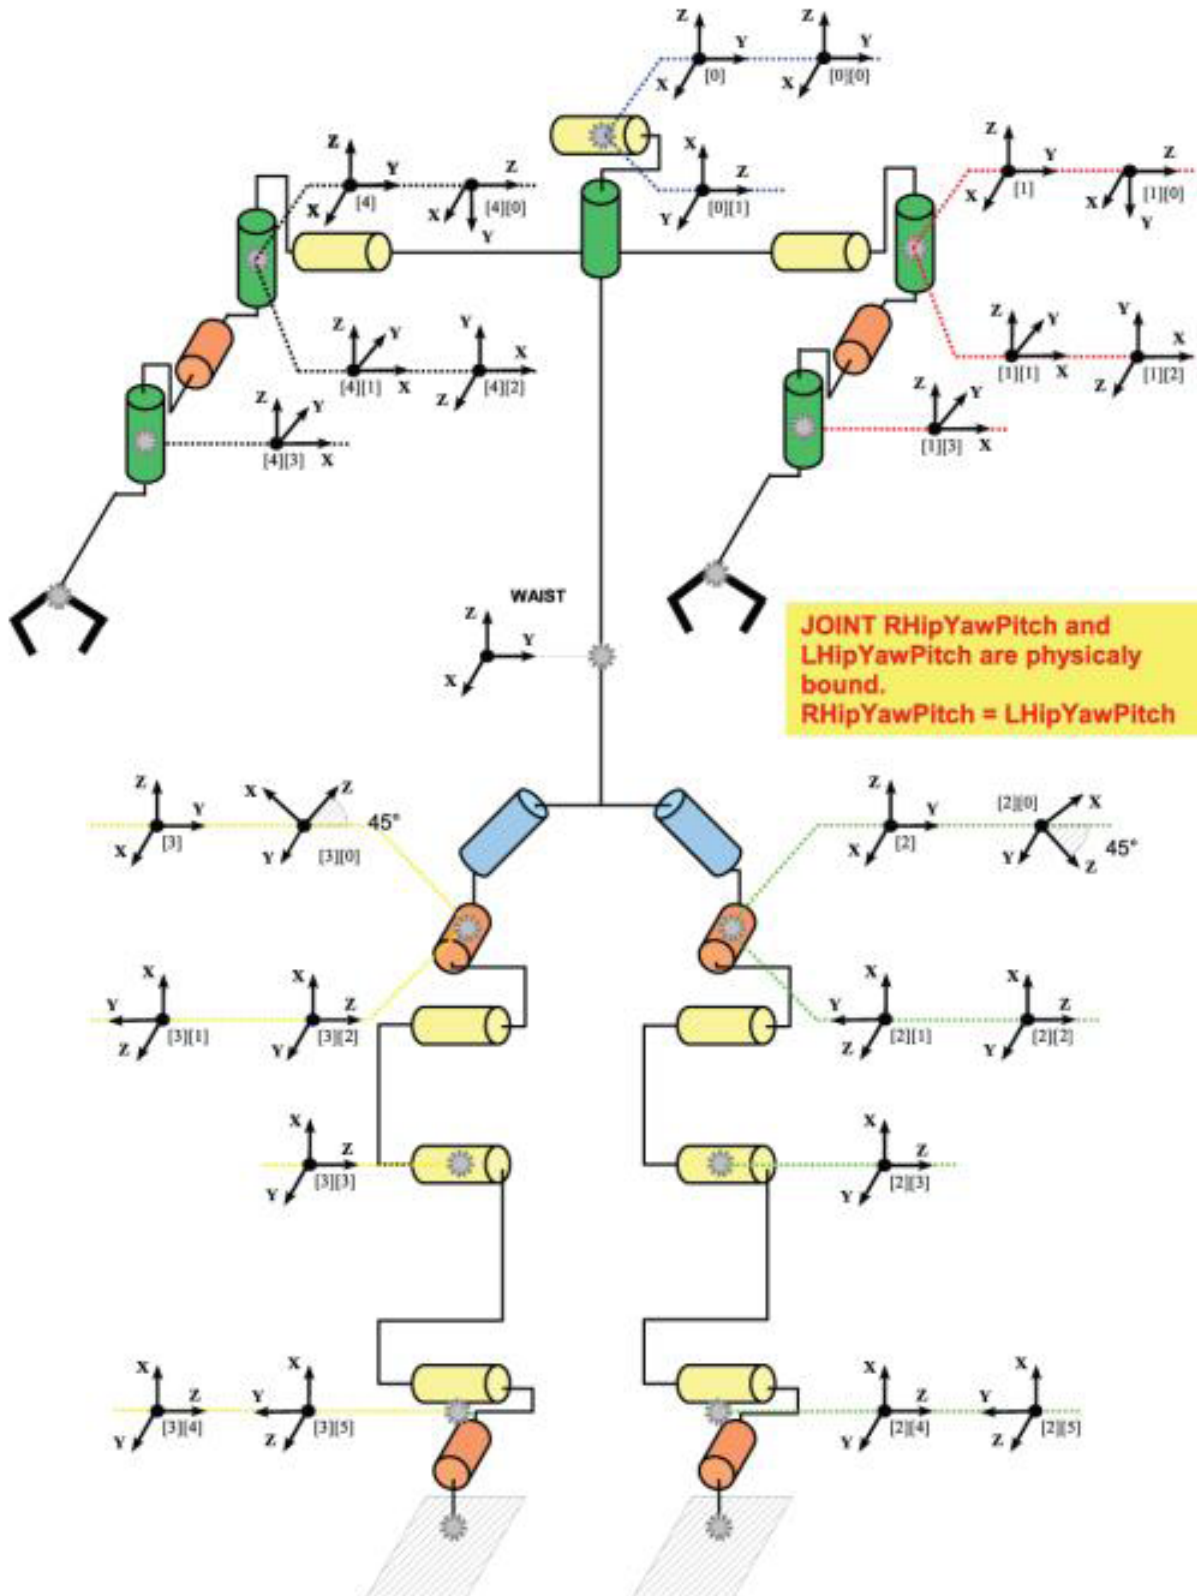 Z
Z
Y
Y
[0]
[0][0]
X
X
Z
X
Z
Z
Y
Z
Y
Z
[4]
[4][0]
[0][1]
[1]
[1][0]
X
X
Y
Y
X
X
Y
Z
Y
Y
X
Z
Y
Y
X
[4][1]
X
[4][2]
Z
[1][1]
X
[1][2]
Z
Z
Y
[4][3]
X
Z
Y
[1][3]
X
WAIST
Z
Y
X
JOINT RHipYawPitch and
LHipYawPitch are physicaly
bound.
RHipYawPitch = LHipYawPitch
Z
Y
[3]
X
X
Z
45°
Y
[3][0]
Z
Y
[2]
X
[2][0]
X
45°
Y
Z
X
Y
[3][1]
Z
X
Z
[3][2]
Y
X
Y
[2][1]
Z
X
Z
[2][2]
Y
X
Z
[3][3]
Y
X
Z
[2][3]
Y
X
Z
[3][4]
Y
X
Y
[3][5]
Z
X
Z
[2][4]
Y
X
Y
[2][5]
Z